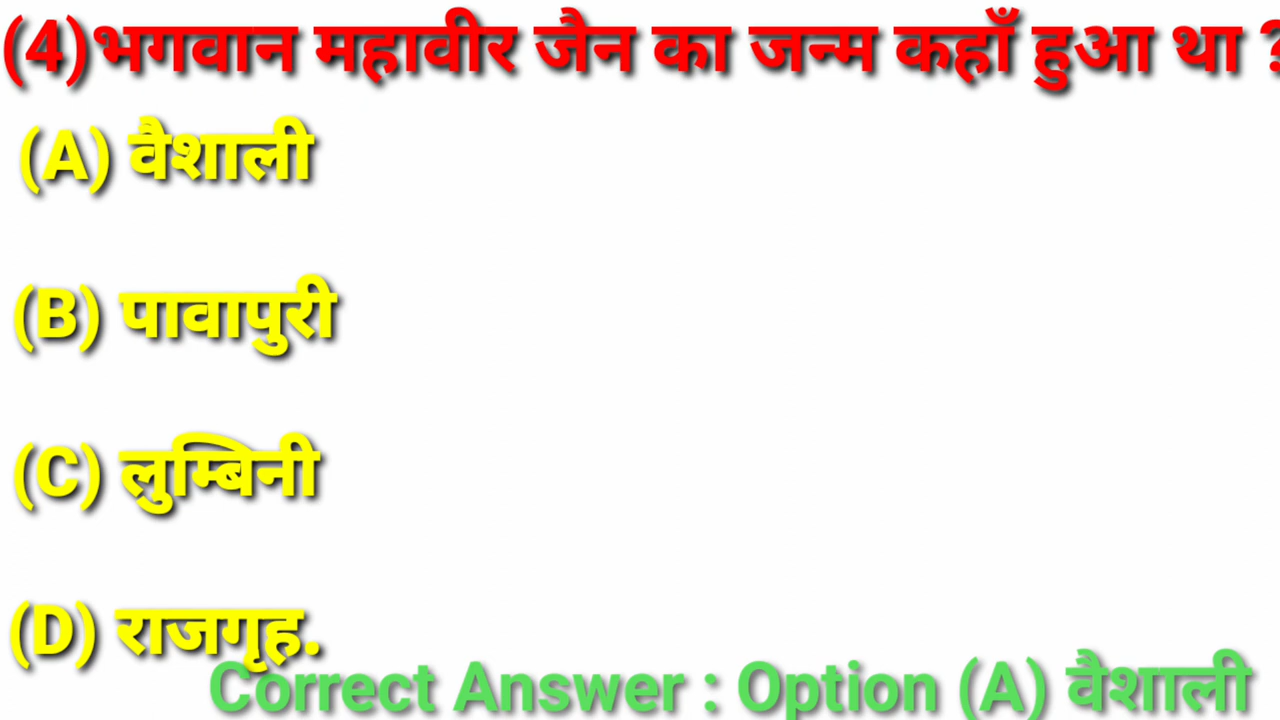 (4)भगवान महावीर जैन का जन्म कहाँ हुआ था ?
(A) वैशाली
(B) पावापुरी
(C) लुम्बिनी
(D) राजगृह.
Correct Answer : Option (A) वैशाली